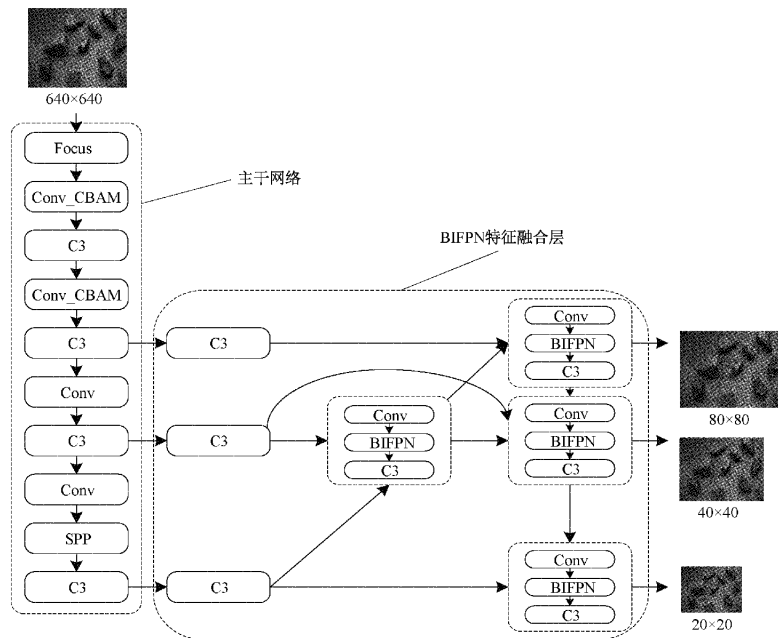 640×640
Focus
主干网络
Conv_CBAM
C3
BIFPN特征融合层
Conv_CBAM
C3
C3
Conv
BIFPN
C3
80×80
Conv
C3
C3
Conv
BIFPN
C3
Conv
BIFPN
C3
40×40
Conv
SPP
C3
C3
Conv
BIFPN
C3
20×20